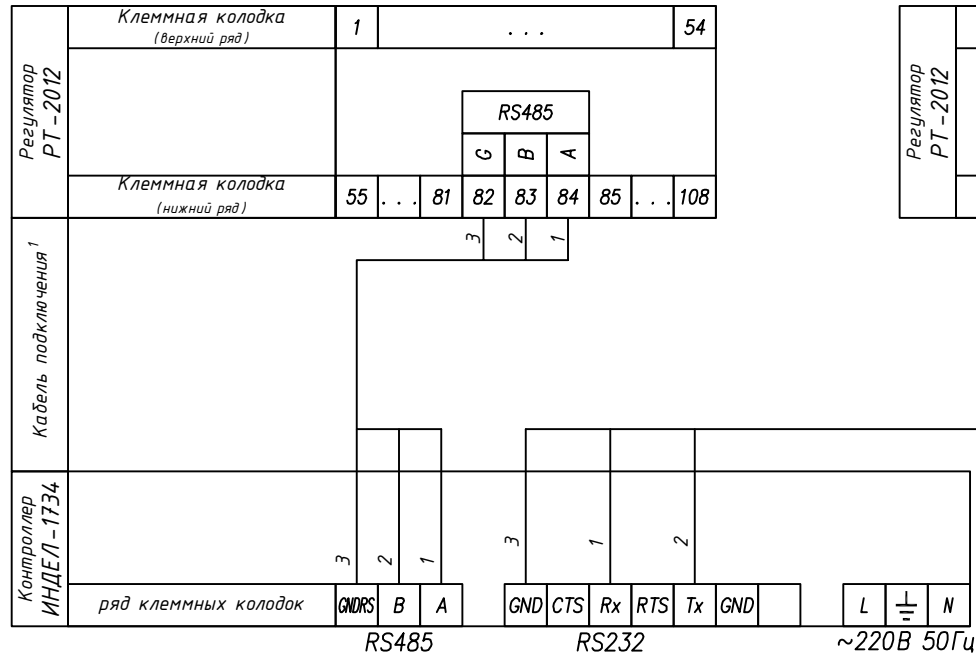 Регулятор
РТ-2012
Клеммная колодка
(верхний ряд)
1 ... 54
RS485
G B A
Клеммная колодка
(нижний ряд)
55 ... 81 82 83 84 85 ... 108
Регулятор
РТ-2012
Кабель подключения¹
3 2 1
Контроллер
ИНДЕЛ-1734
3 2 1 3 1 2
ряд клеммных колодок
GNDRS B A GND CTS Rx RTS Tx GND L N
RS485 RS232 ~220В 50Гц